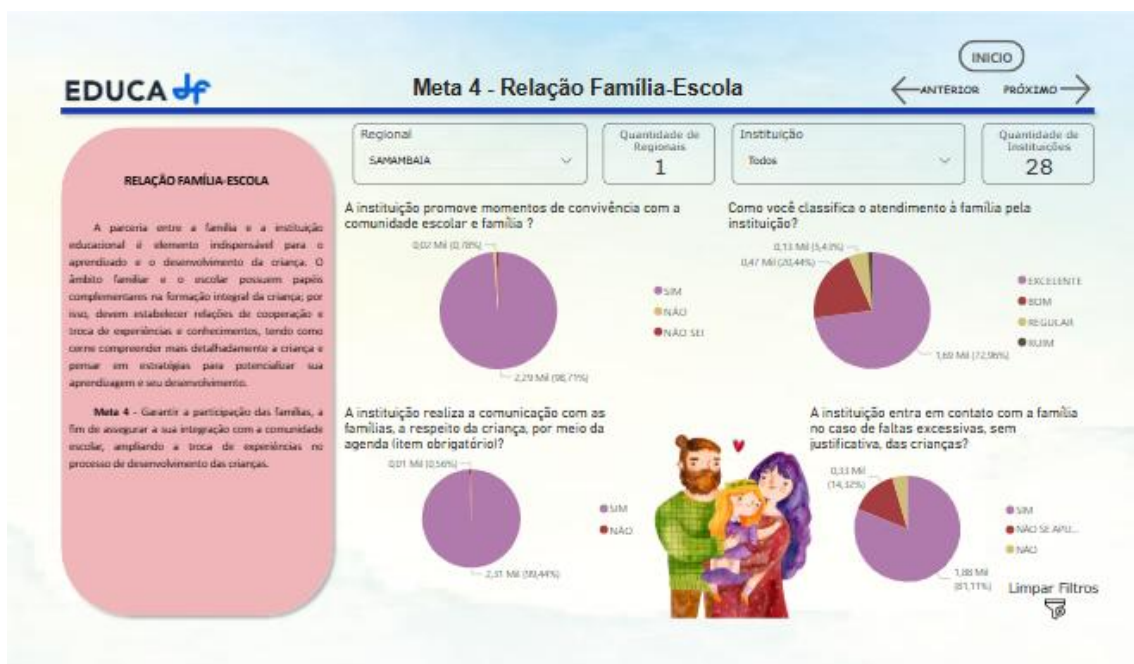 INICIO
EDUCA df
Meta 4 - Relação Família-Escola
ANTERIOR
PRÓXIMO
RELAÇÃO FAMÍLIA-ESCOLA
A parceria entre a família e a instituição
educacional é elemento indispensável para o
aprendizado e o desenvolvimento da criança. O
âmbito familiar e o escolar possuem papéis
complementares na formação integral da criança; por
isso, devem estabelecer relações de cooperação e
troca de experiências e conhecimentos, tendo como
cerne compreender mais detalhadamente a criança e
pensar em estratégias para potencializar sua
aprendizagem e seu desenvolvimento.
Meta 4 - Garantir a participação das famílias, a
fim de assegurar a sua integração com a comunidade
escolar, ampliando a troca de experiências no
processo de desenvolvimento das crianças.
Regional
SAMAMBAIA
Quantidade de
Regionais
1
Instituição
Todos
Quantidade de
Instituições
28
A instituição promove momentos de convivência com a
comunidade escolar e família ?
0,02 Mil (0,78%)
2,29 Mil (98,71%)
SIM
NÃO
NÃO SEI
Como você classifica o atendimento à família pela
instituição?
0,13 Mil (5,43%)
0,47 Mil (20,44%)
1,69 Mil (72,96%)
EXCELENTE
BOM
REGULAR
RUIM
A instituição realiza a comunicação com as
famílias, a respeito da criança, por meio da
agenda (item obrigatório)?
0,01 Mil (0,56%)
2,31 Mil (99,44%)
SIM
NÃO
A instituição entra em contato com a família
no caso de faltas excessivas, sem
justificativa, das crianças?
0,33 Mil
(14,32%)
1,88 Mil
(81,11%)
SIM
NÃO SE APLI...
NÃO
Limpar Filtros